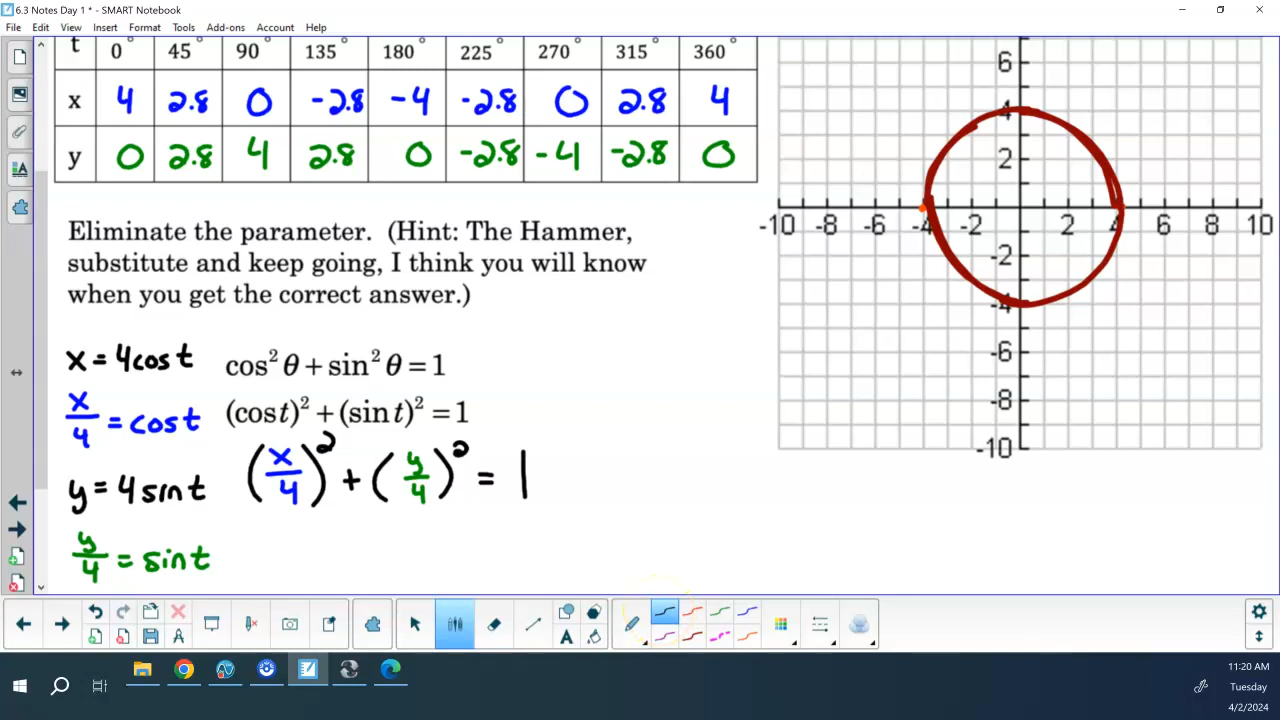 6.3 Notes Day 1 * - SMART Notebook
File Edit View Insert Format Tools Add-ons Account Help
t 0° 45° 90° 135° 180° 225° 270° 315° 360°
x 4 2.8 0 -2.8 -4 -2.8 0 2.8 4
y 0 2.8 4 2.8 0 -2.8 -4 -2.8 0
Eliminate the parameter. (Hint: The Hammer,
substitute and keep going, I think you will know
when you get the correct answer.)
x = 4cos t
cos² θ + sin² θ = 1
x/4 = cos t
(cos t)² + (sin t)² = 1
y = 4 sin t
(x/4)² + (y/4)² = 1
y/4 = sin t
6
4
2
-10 -8 -6 -4 -2 2 4 6 8 10
-2
-4
-6
-8
-10
11:20 AM
Tuesday
4/2/2024